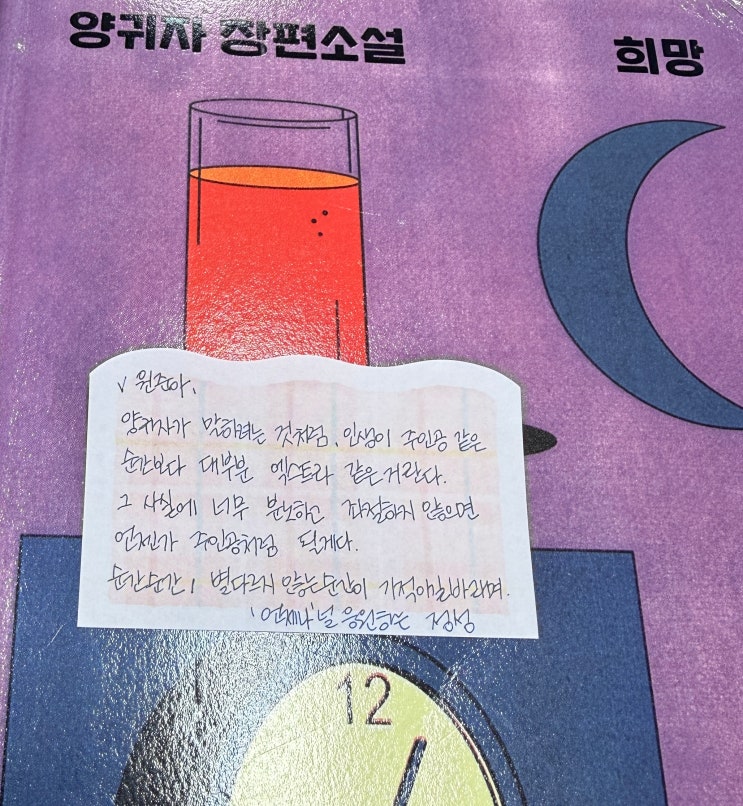 양귀자 장편소설
희망
v 원준아,
양귀자가 말하려는 것처럼, 인생이 주인공 같은
순간보다 대부분 엑스트라 같은거란다.
그 사실에 너무 분노하고 좌절하지 않으면
언젠가 주인공처럼 될게다.
순간순간, 별다르지 않는 순간이 기적이길 바라며.
'언제나' 널 응원하는 정성
12